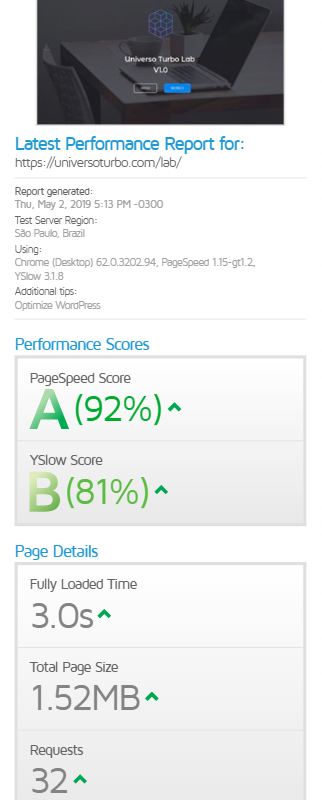 Universo Turbo Lab
V1.0
Latest Performance Report for:
https://universoturbo.com/lab/
Report generated:
Thu, May 2, 2019 5:13 PM -0300
Test Server Region:
São Paulo, Brazil
Using:
Chrome (Desktop) 62.0.3202.94, PageSpeed 1.15-gt1.2,
YSlow 3.1.8
Additional tips:
Optimize WordPress
Performance Scores
PageSpeed Score
A (92%)
YSlow Score
B (81%)
Page Details
Fully Loaded Time
3.0s
Total Page Size
1.52MB
Requests
32